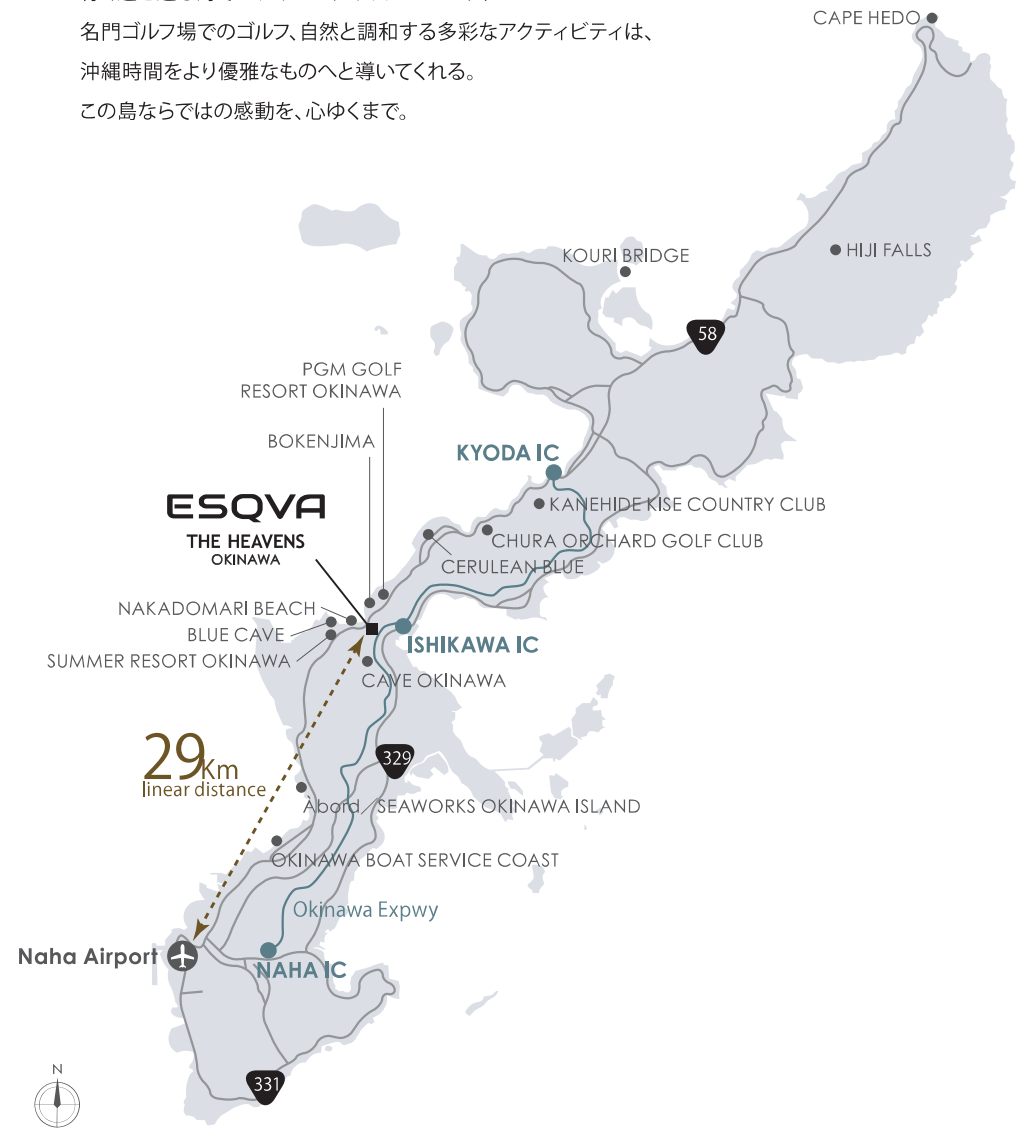 名門ゴルフ場でのゴルフ、自然と調和する多彩なアクティビティは、
沖縄時間をより優雅なものへと導いてくれる。
この島ならではの感動を、心ゆくまで。
CAPE HEDO
HIJI FALLS
KOURI BRIDGE
58
PGM GOLF
RESORT OKINAWA
BOKENJIMA
KYODA IC
ESQVA
THE HEAVENS
OKINAWA
KANEHIDE KISE COUNTRY CLUB
CHURA ORCHARD GOLF CLUB
CERULEAN BLUE
NAKADOMARI BEACH
BLUE CAVE
SUMMER RESORT OKINAWA
ISHIKAWA IC
CAVE OKINAWA
29Km
linear distance
329
Àbord／SEAWORKS OKINAWA ISLAND
OKINAWA BOAT SERVICE COAST
Okinawa Expwy
Naha Airport
NAHA IC
331
N